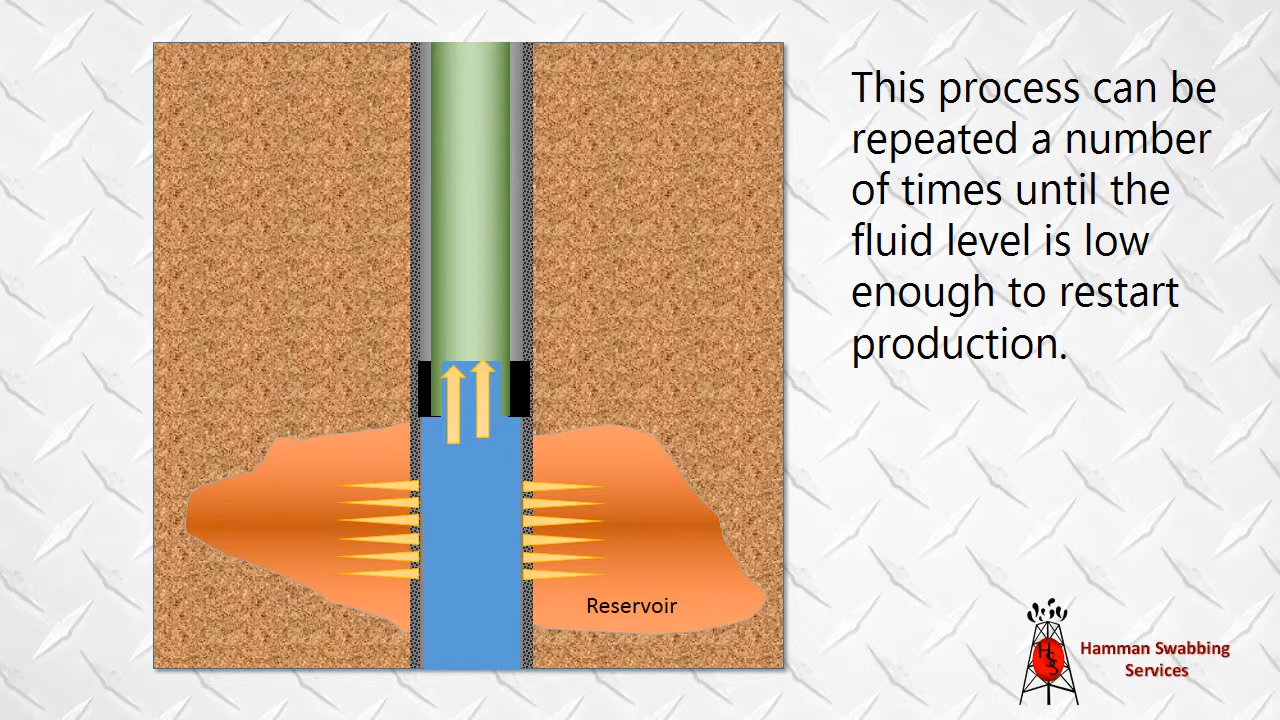 This process can be
repeated a number
of times until the
fluid level is low
enough to restart
production.
Reservoir
HSS
Hamman Swabbing
Services